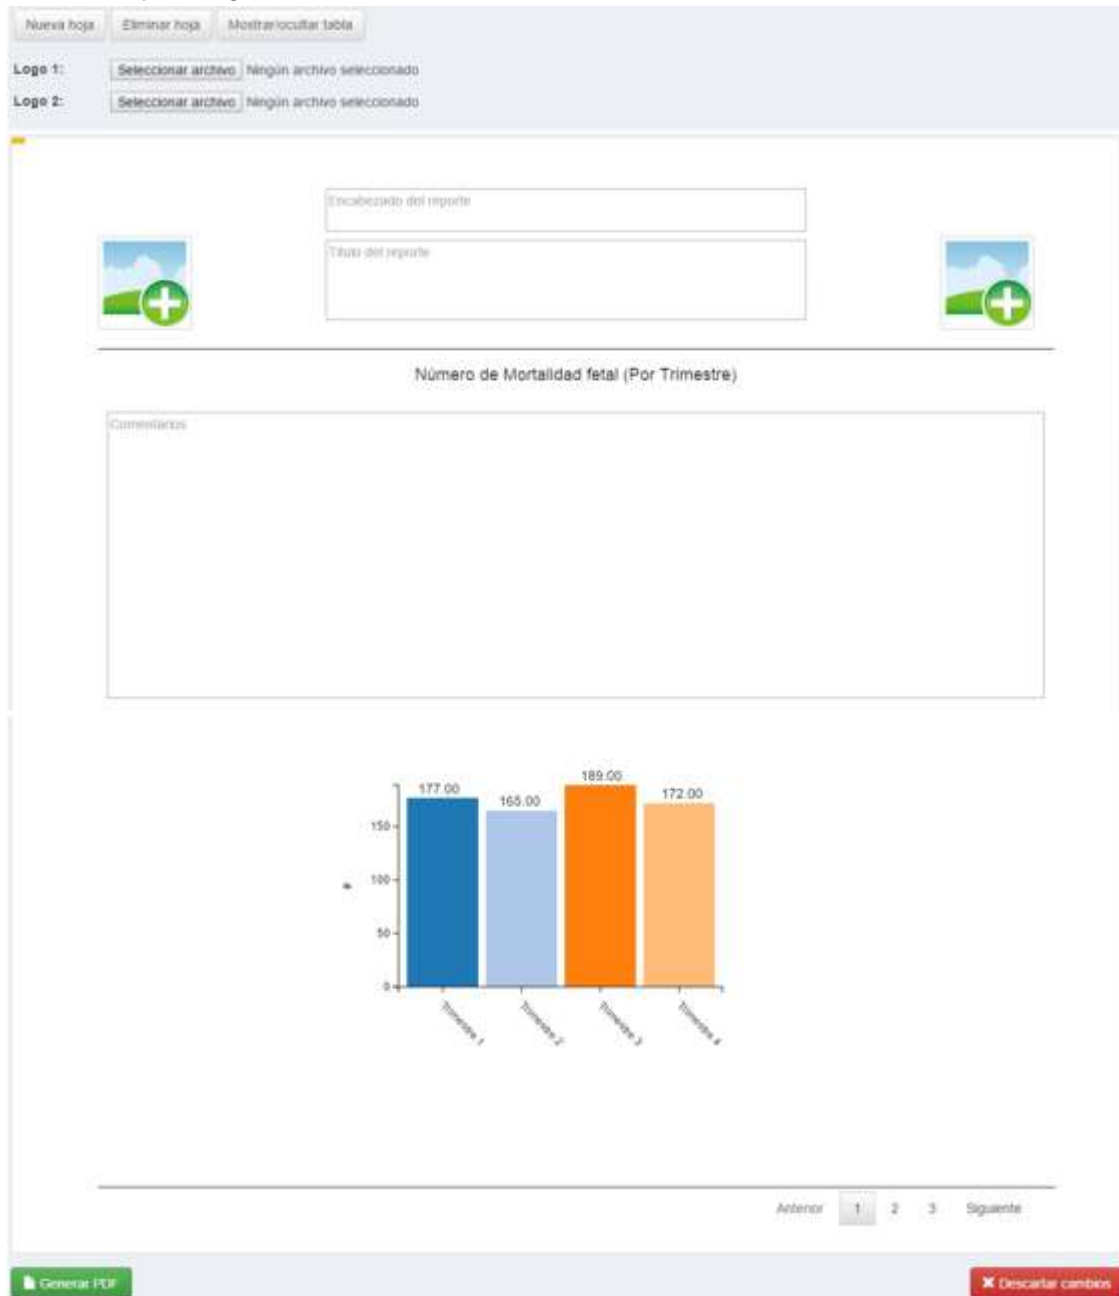 Nueva hoja Eliminar hoja Mostrar/ocultar tabla
Logo 1: Seleccionar archivo Ningún archivo seleccionado
Logo 2: Seleccionar archivo Ningún archivo seleccionado
Encabezado del reporte
Título del reporte
Número de Mortalidad fetal (Por Trimestre)
Comentarios
189.00
177.00
172.00
165.00
150
100
#
50
0
Trimestre 1 Trimestre 2 Trimestre 3 Trimestre 4
Anterior 1 2 3 Siguiente
Generar PDF Descartar cambios